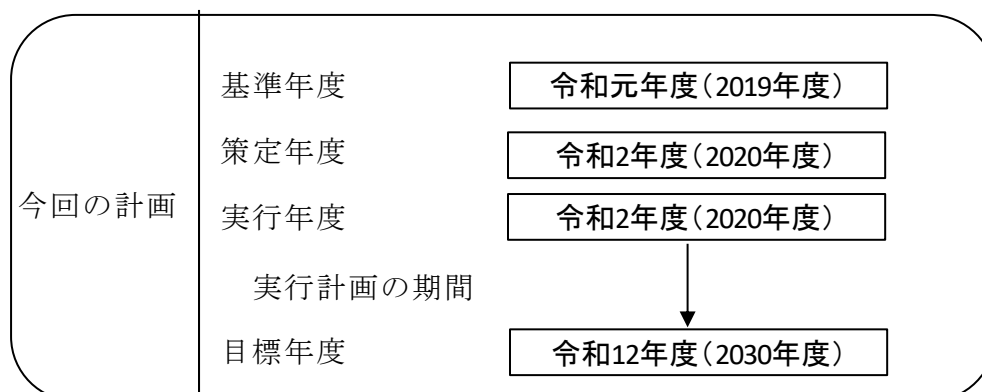 基準年度 令和元年度（2019年度）
策定年度 令和2年度（2020年度）
今回の計画
実行年度 令和2年度（2020年度）
実行計画の期間
目標年度 令和12年度（2030年度）